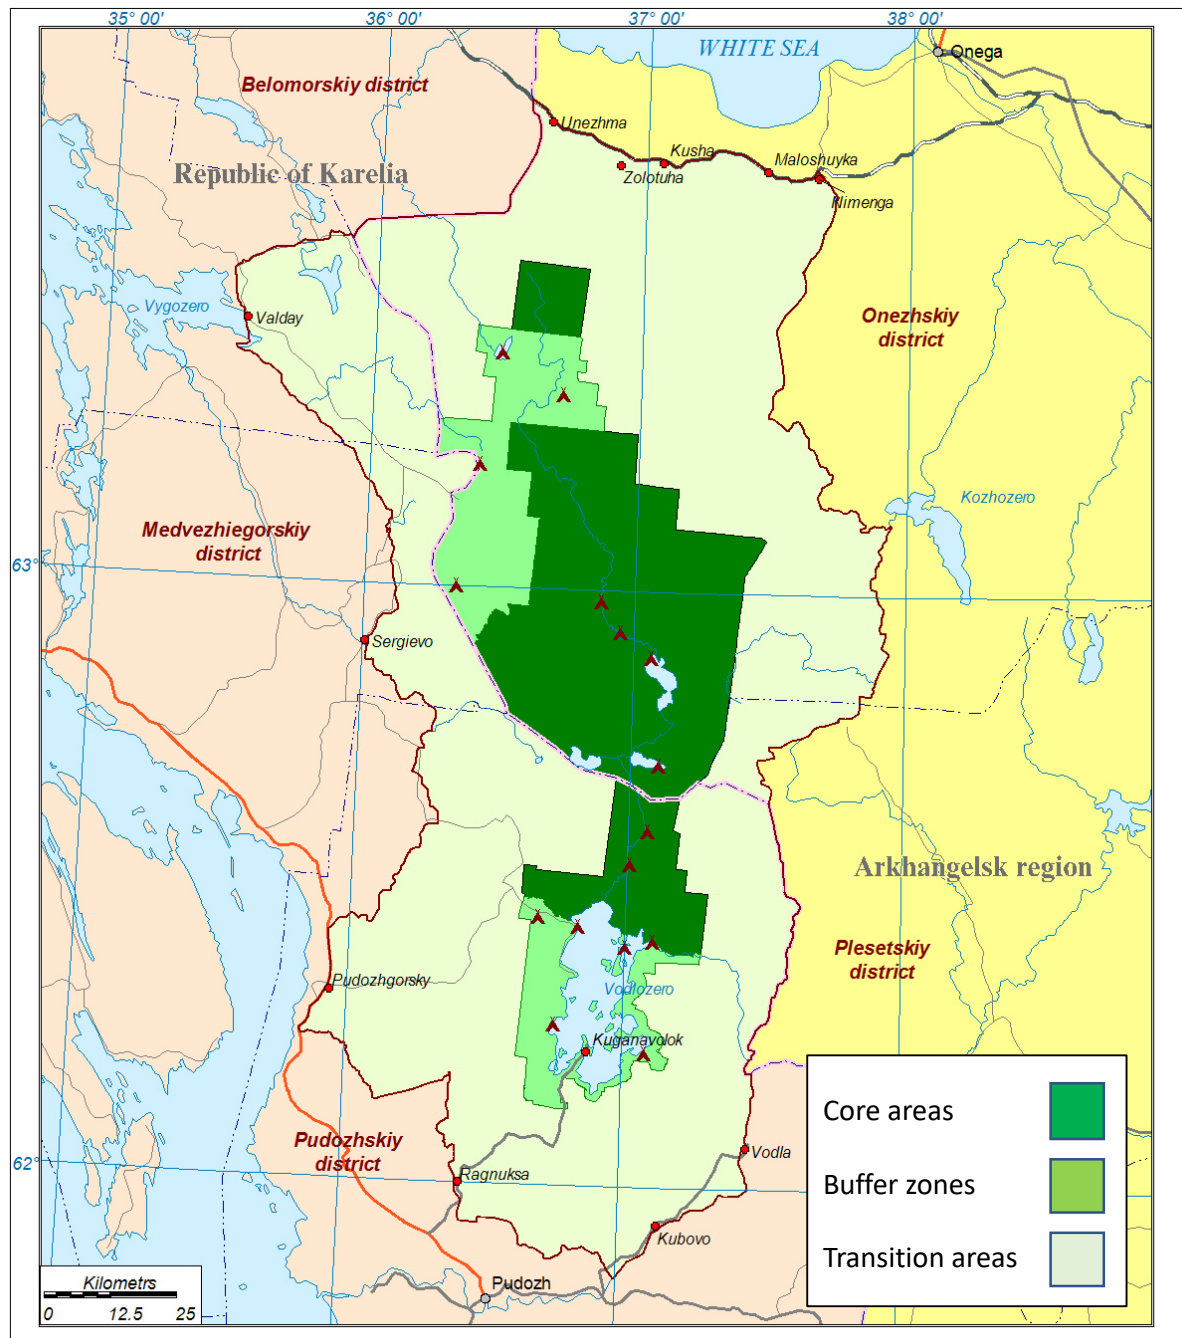 35° 00'
36° 00'
37° 00'
38° 00'
WHITE SEA
Onega
Belomorskiy district
Unezhma
Kusha
Maloshuyka
Republic of Karelia
Zolotuha
Nimenga
Vygozero
Valday
Onezhskiy
district
Kozhozero
Medvezhiegorskiy
district
63°
Sergievo
Arkhangelsk region
Plesetskiy
district
Pudozhgorsky
Vodlozero
Kuganavolok
Core areas
Pudozhskiy
district
Vodla
62°
Ragnuksa
Buffer zones
Kubovo
Transition areas
Kilometrs
0 12.5 25
Pudozh